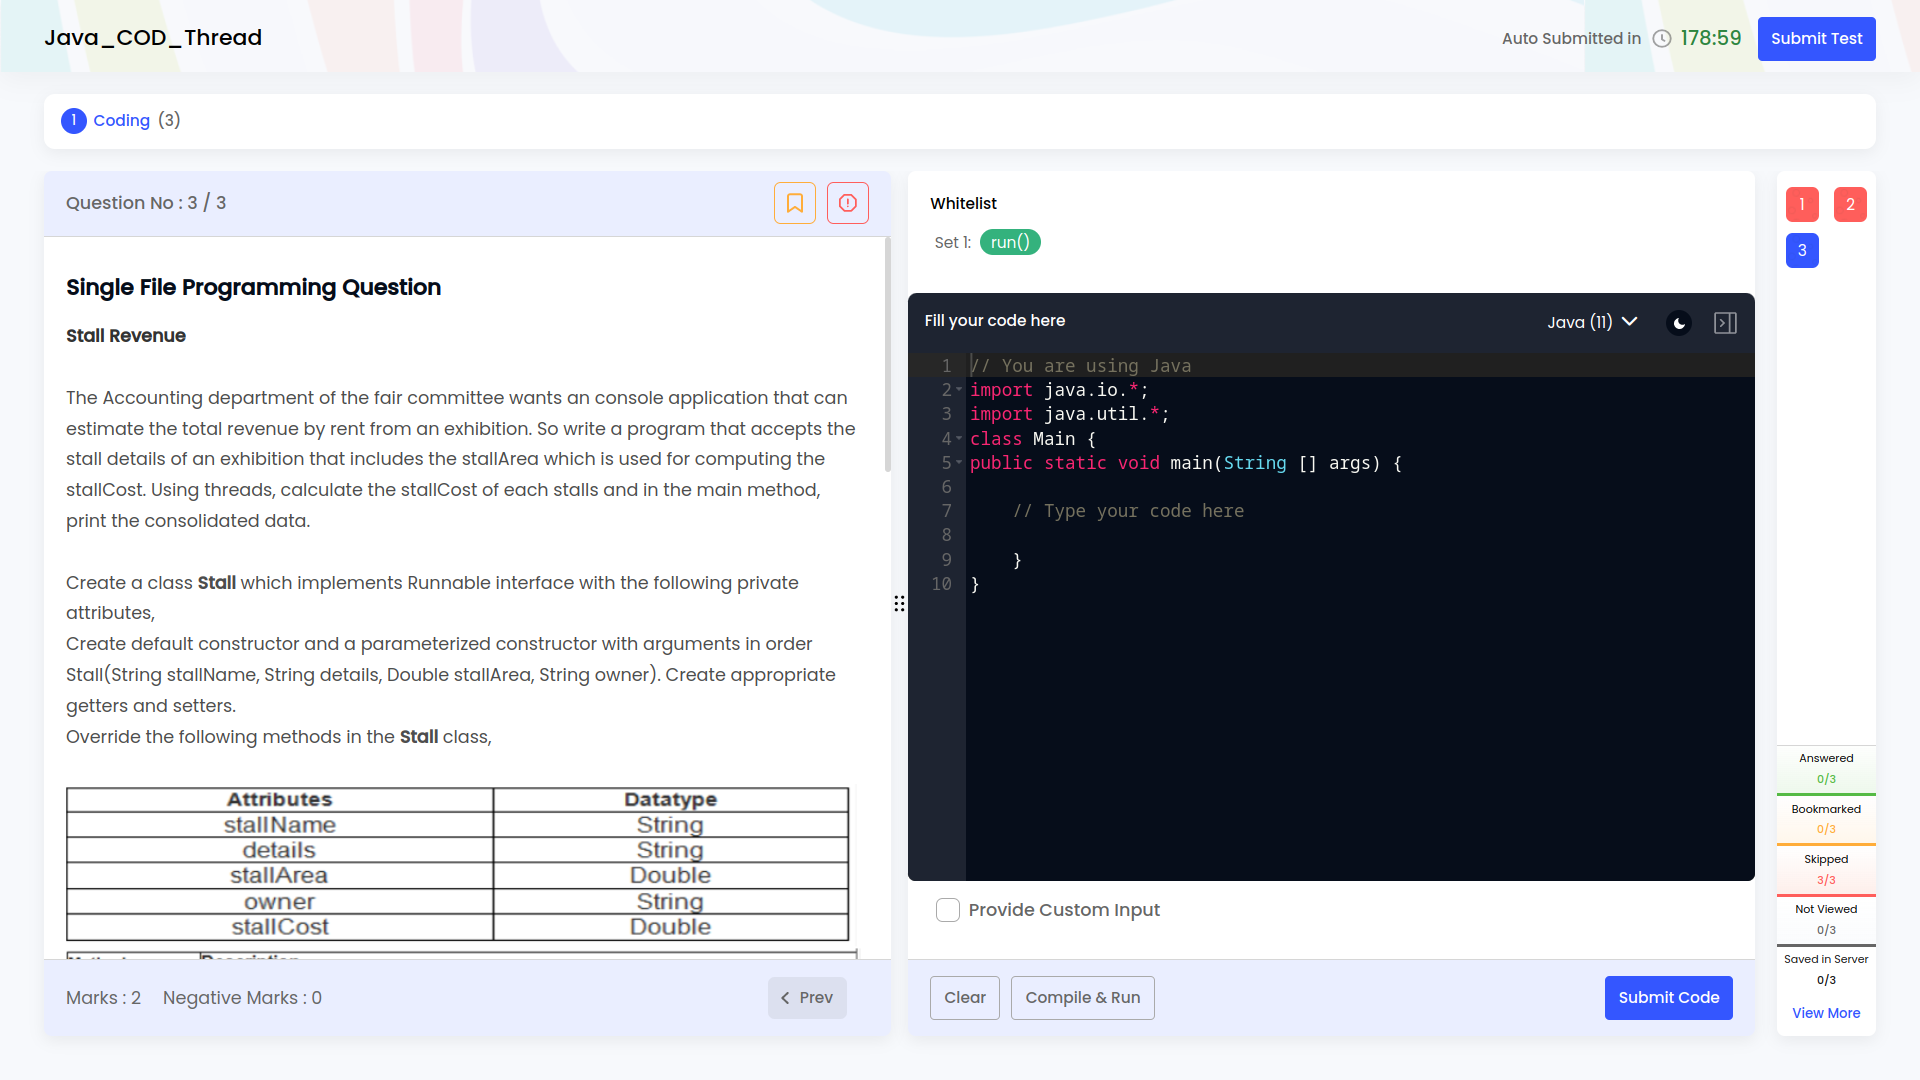 Java_COD_Thread
Auto Submitted in 178:59 Submit Test
1 Coding (3)
Question No : 3 / 3
Single File Programming Question
Stall Revenue
The Accounting department of the fair committee wants an console application that can
estimate the total revenue by rent from an exhibition. So write a program that accepts the
stall details of an exhibition that includes the stallArea which is used for computing the
stallCost. Using threads, calculate the stallCost of each stalls and in the main method,
print the consolidated data.
Create a class Stall which implements Runnable interface with the following private
attributes,
Create default constructor and a parameterized constructor with arguments in order
Stall(String stallName, String details, Double stallArea, String owner). Create appropriate
getters and setters.
Override the following methods in the Stall class,
Attributes Datatype
stallName String
details String
stallArea Double
owner String
stallCost Double
Marks : 2 Negative Marks : 0
Prev
Whitelist
Set 1: run()
Fill your code here
Java (11)
1 // You are using Java
2 import java.io.*;
3 import java.util.*;
4 class Main {
5 public static void main(String [] args) {
6
7 // Type your code here
8
9 }
10 }
Provide Custom Input
Clear Compile & Run Submit Code
1 2
3
Answered
0/3
Bookmarked
0/3
Skipped
3/3
Not Viewed
0/3
Saved in Server
0/3
View More